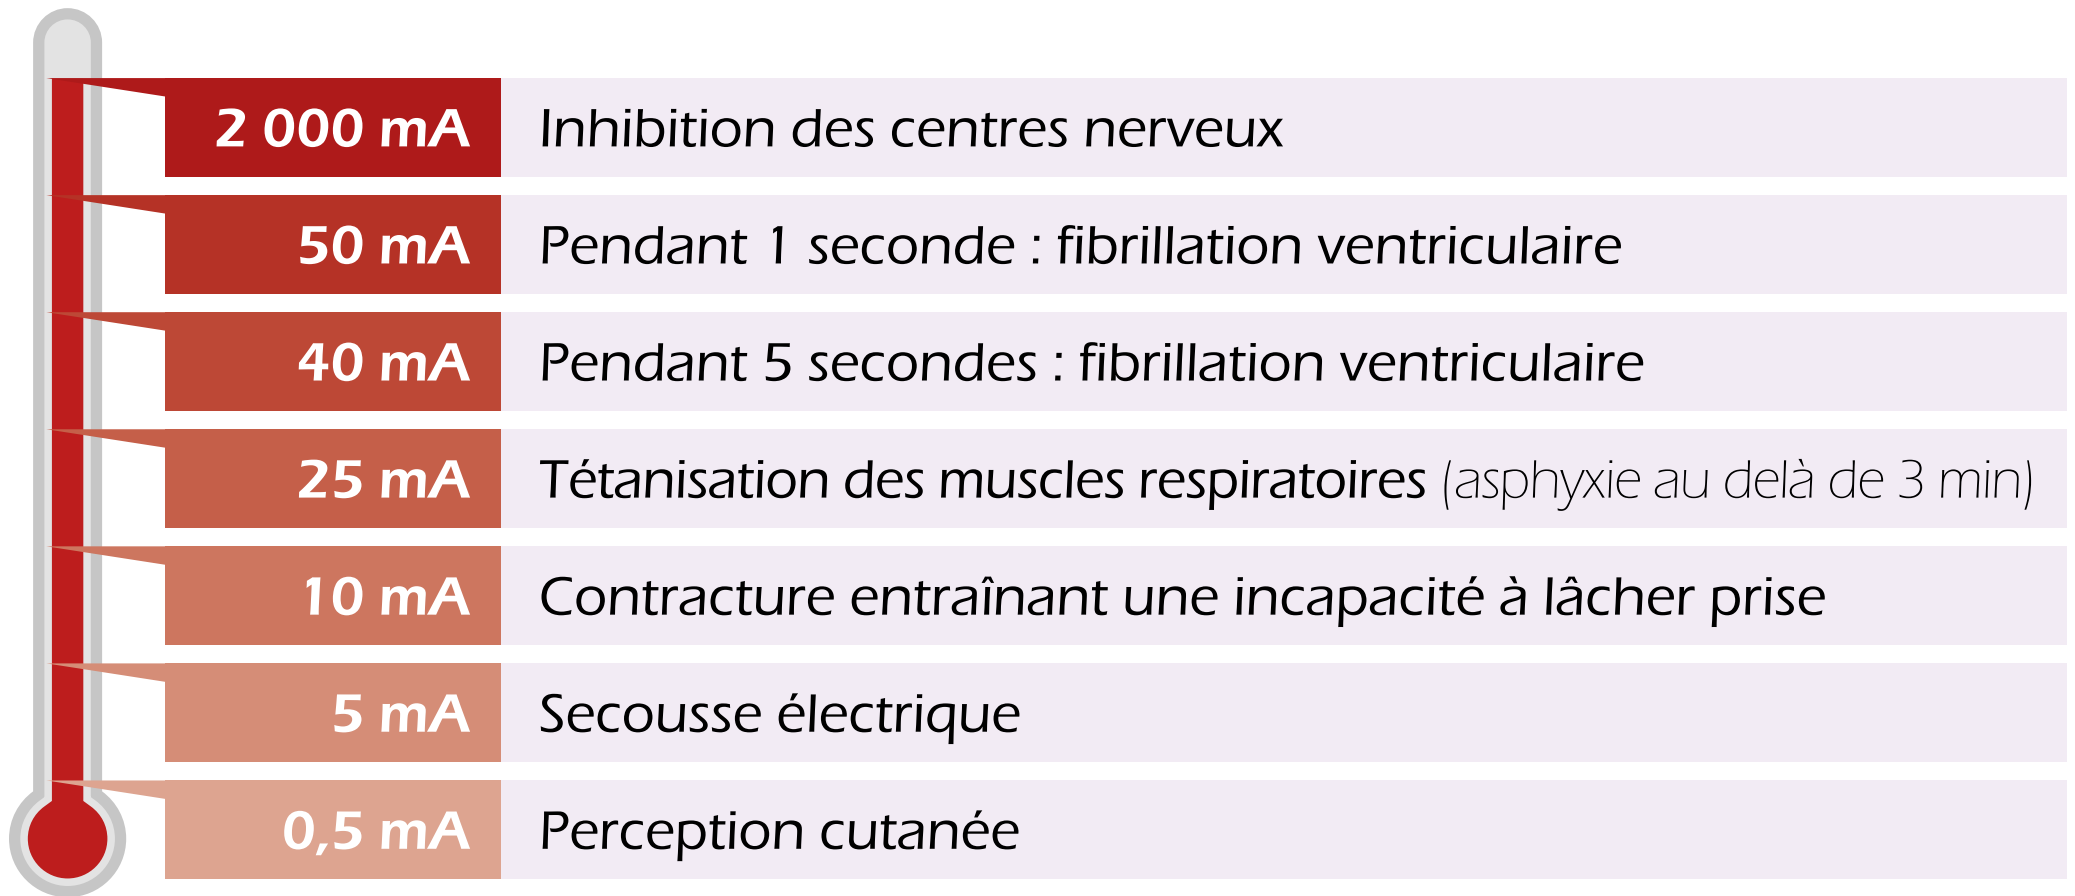 2 000 mA Inhibition des centres nerveux
50 mA Pendant 1 seconde : fibrillation ventriculaire
40 mA Pendant 5 secondes : fibrillation ventriculaire
25 mA Tétanisation des muscles respiratoires (asphyxie au delà de 3 min)
10 mA Contracture entraînant une incapacité à lâcher prise
5 mA Secousse électrique
0,5 mA Perception cutanée